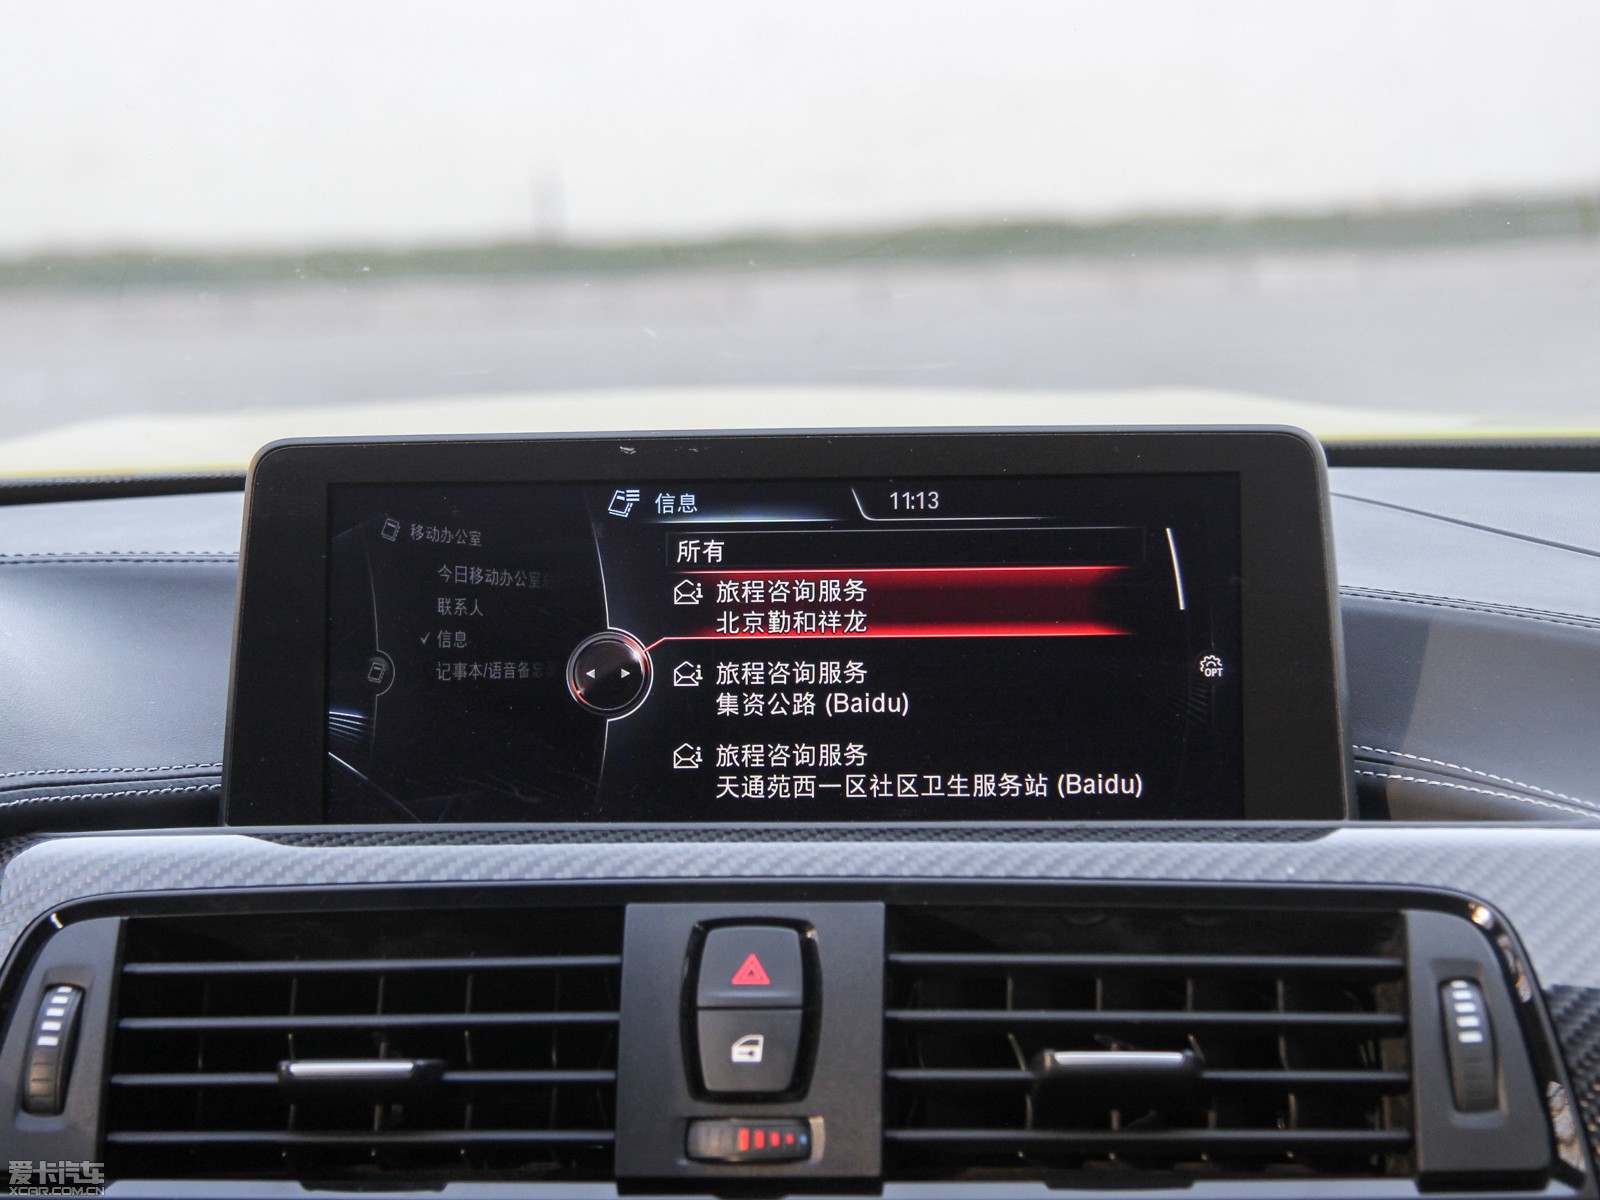 信息
11:13
移动办公室
今日移动办公室
联系人
✓ 信息
记事本/语音备忘
所有
旅程咨询服务
北京勤和祥龙
旅程咨询服务
集资公路 (Baidu)
旅程咨询服务
天通苑西一区社区卫生服务站 (Baidu)
OPT
爱卡汽车
XCAR.COM.CN